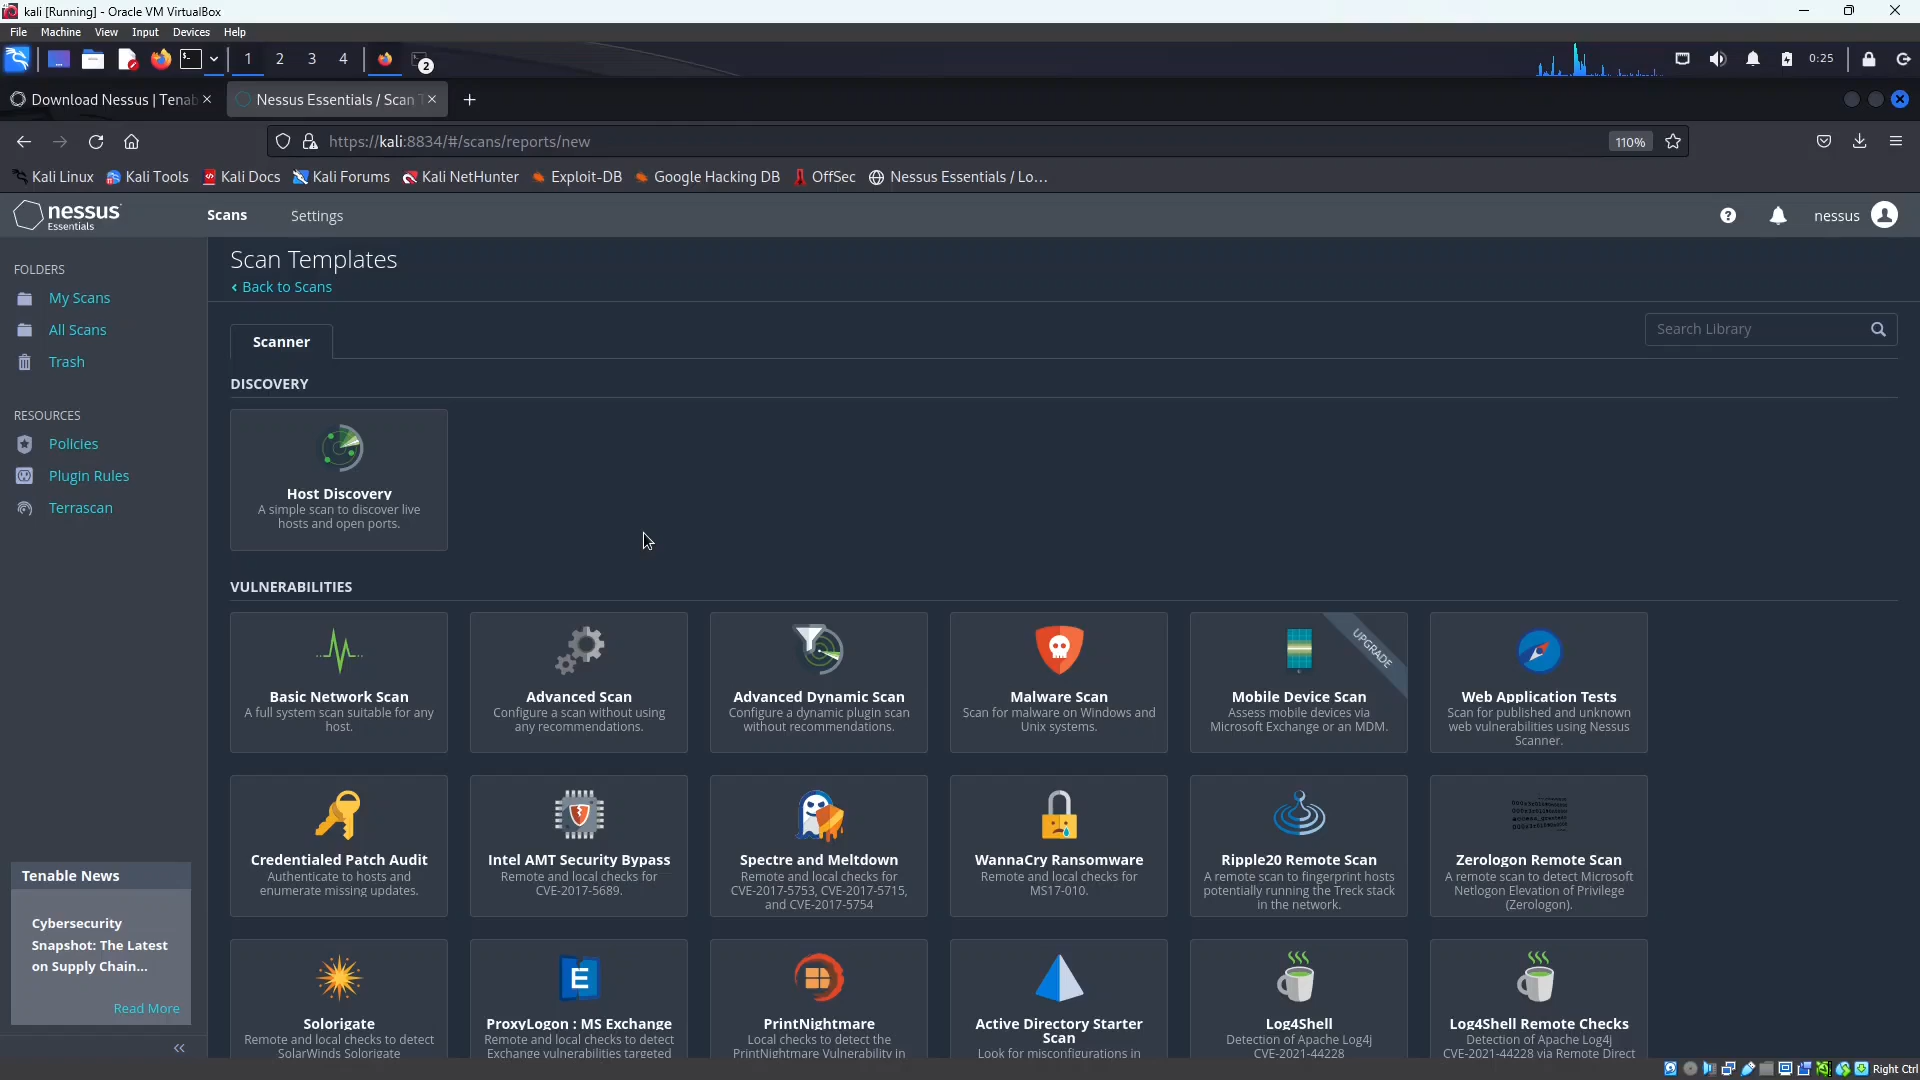 kali [Running] - Oracle VM VirtualBox
File Machine View Input Devices Help
1 2 3 4
2
0:25
Download Nessus | Tenab
Nessus Essentials / Scan T
https://kali:8834/#/scans/reports/new
110%
Kali Linux Kali Tools Kali Docs Kali Forums Kali NetHunter Exploit-DB Google Hacking DB OffSec Nessus Essentials / Lo...
nessus
Essentials
Scans Settings
nessus
FOLDERS
My Scans
All Scans
Trash
RESOURCES
Policies
Plugin Rules
Terrascan
Tenable News
Cybersecurity
Snapshot: The Latest
on Supply Chain...
Read More
Scan Templates
Back to Scans
Scanner
Search Library
DISCOVERY
Host Discovery
A simple scan to discover live
hosts and open ports.
VULNERABILITIES
Basic Network Scan
A full system scan suitable for any
host.
Advanced Scan
Configure a scan without using
any recommendations.
Advanced Dynamic Scan
Configure a dynamic plugin scan
without recommendations.
Malware Scan
Scan for malware on Windows and
Unix systems.
UPGRADE
Mobile Device Scan
Assess mobile devices via
Microsoft Exchange or an MDM.
Web Application Tests
Scan for published and unknown
web vulnerabilities using Nessus
Scanner.
Credentialed Patch Audit
Authenticate to hosts and
enumerate missing updates.
Intel AMT Security Bypass
Remote and local checks for
CVE-2017-5689.
Spectre and Meltdown
Remote and local checks for
CVE-2017-5753, CVE-2017-5715,
and CVE-2017-5754
WannaCry Ransomware
Remote and local checks for
MS17-010.
Ripple20 Remote Scan
A remote scan to fingerprint hosts
potentially running the Treck stack
in the network.
Zerologon Remote Scan
A remote scan to detect Microsoft
Netlogon Elevation of Privilege
(Zerologon).
Solorigate
Remote and local checks to detect
SolarWinds Solorigate
E
ProxyLogon : MS Exchange
Remote and local checks to detect
Exchange vulnerabilities targeted
PrintNightmare
Local checks to detect the
PrintNightmare Vulnerability in
Active Directory Starter
Scan
Look for misconfigurations in
Log4Shell
Detection of Apache Log4j
CVE-2021-44228
Log4Shell Remote Checks
Detection of Apache Log4j
CVE-2021-44228 via Remote Direct
Right Ctrl